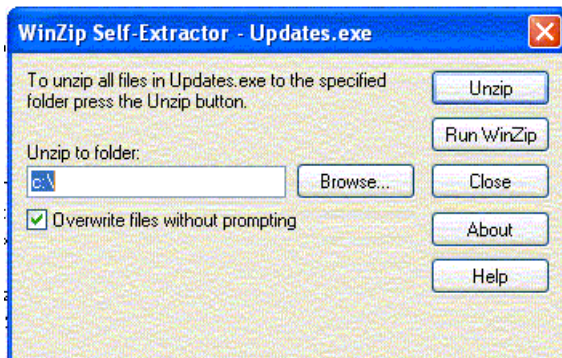 WinZip Self-Extractor - Updates.exe
To unzip all files in Updates.exe to the specified
folder press the Unzip button.
Unzip to folder:
c:\
Browse...
Overwrite files without prompting
Unzip
Run WinZip
Close
About
Help